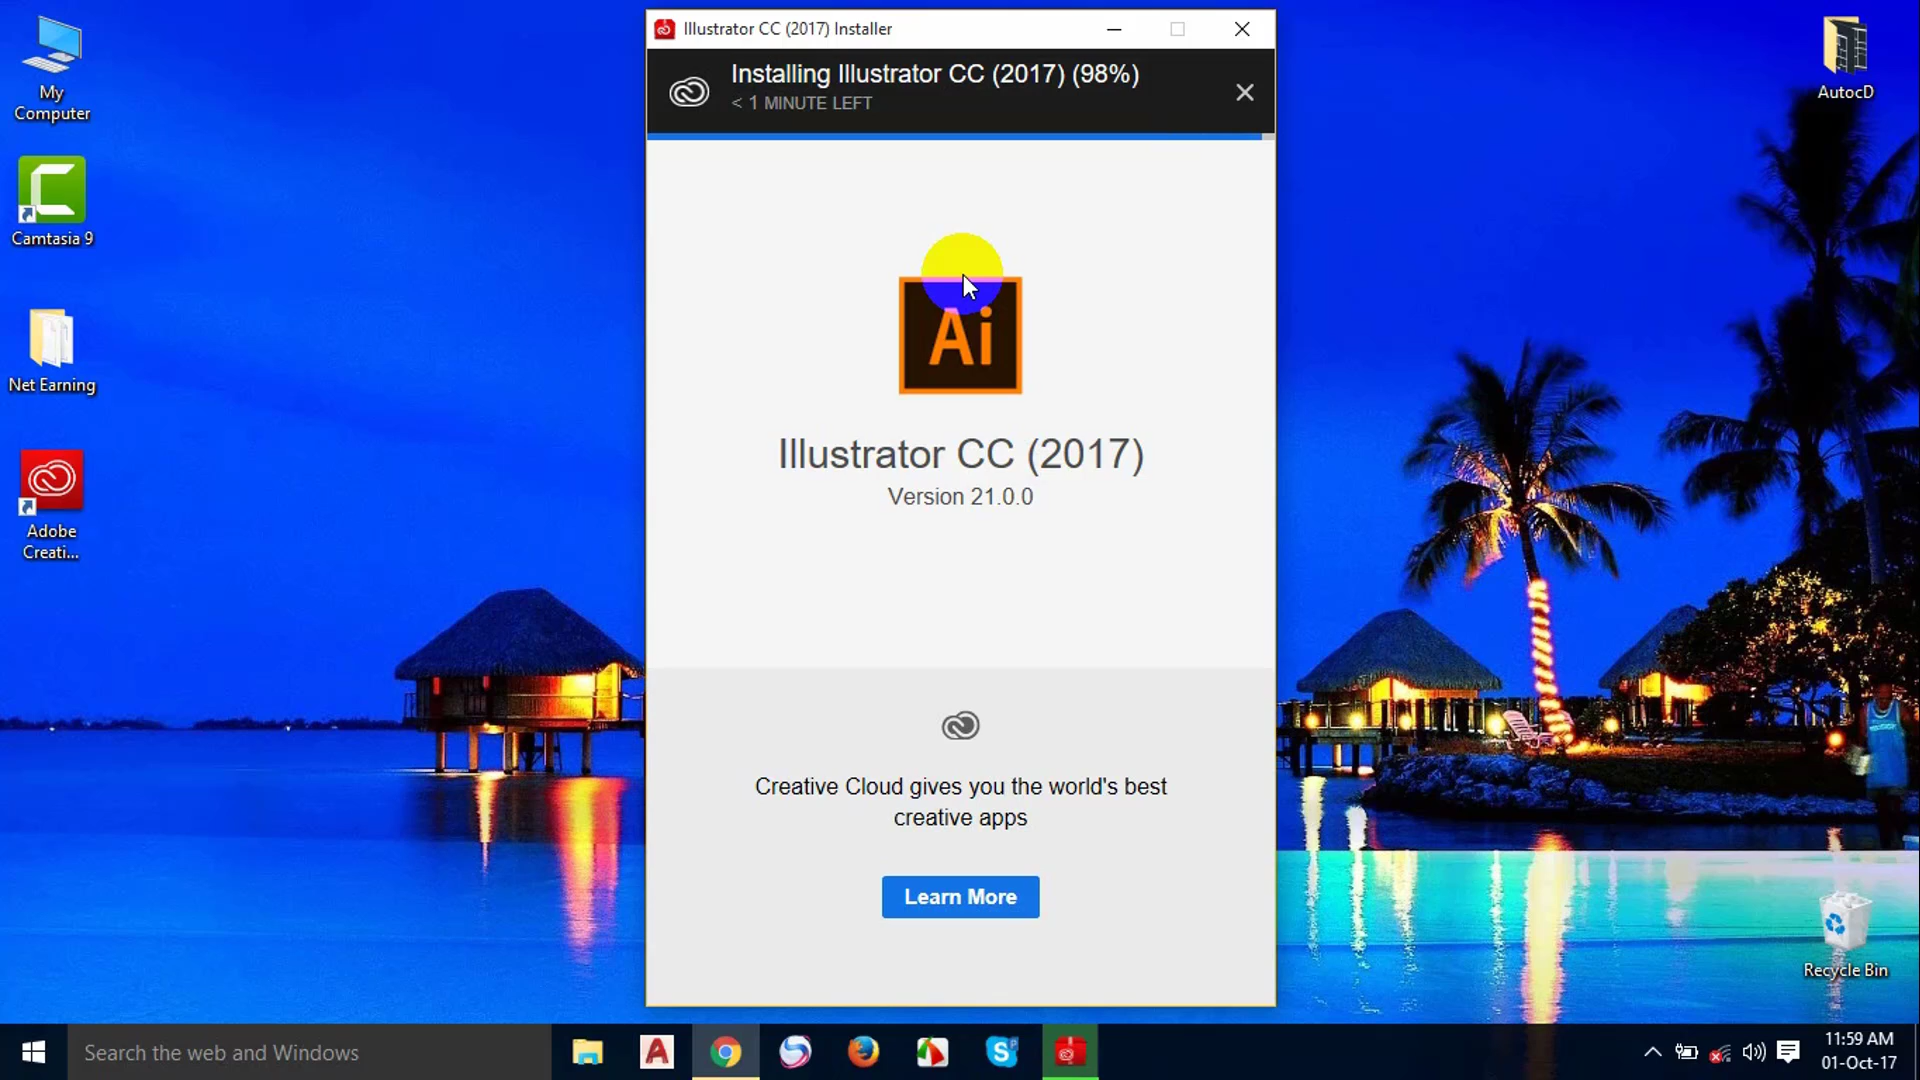 My
Computer
Camtasia 9
Net Earning
Adobe
Creati...
Illustrator CC (2017) Installer
Installing Illustrator CC (2017) (98%)
< 1 MINUTE LEFT
Ai
Illustrator CC (2017)
Version 21.0.0
Creative Cloud gives you the world's best
creative apps
Learn More
AutocD
Recycle Bin
Search the web and Windows
11:59 AM
01-Oct-17